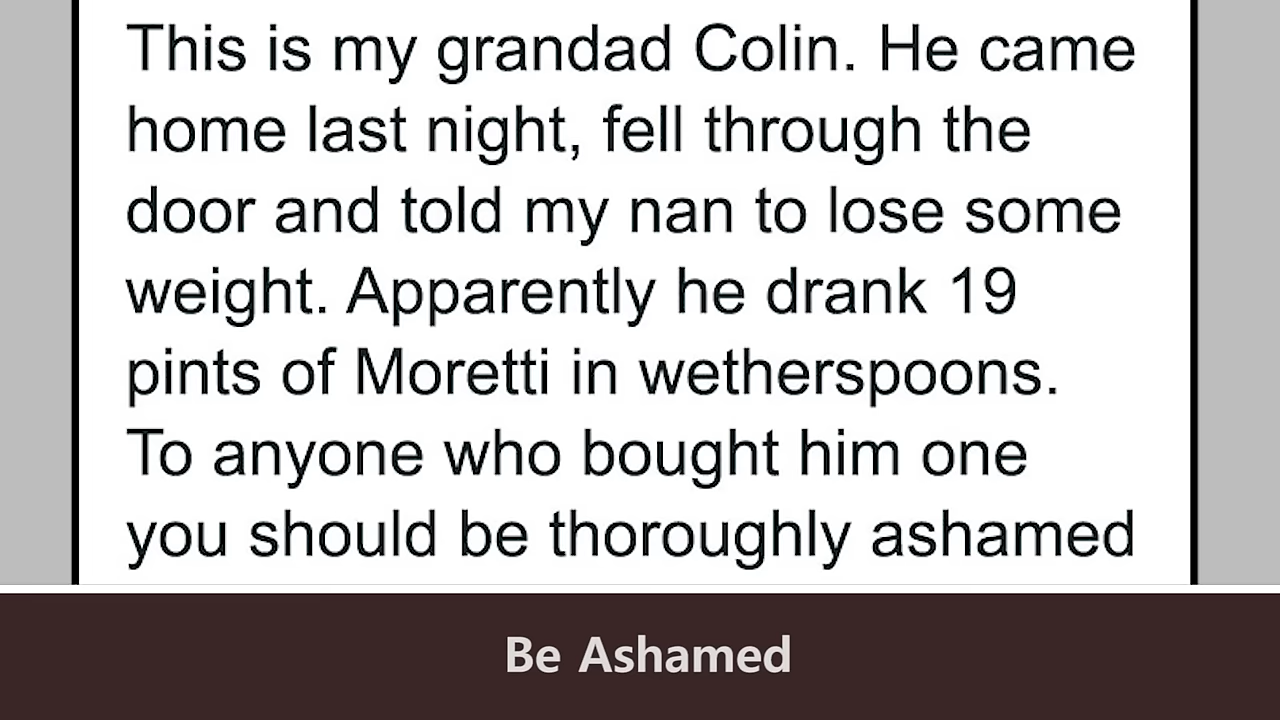 This is my grandad Colin. He came
home last night, fell through the
door and told my nan to lose some
weight. Apparently he drank 19
pints of Moretti in wetherspoons.
To anyone who bought him one
you should be thoroughly ashamed
Be Ashamed